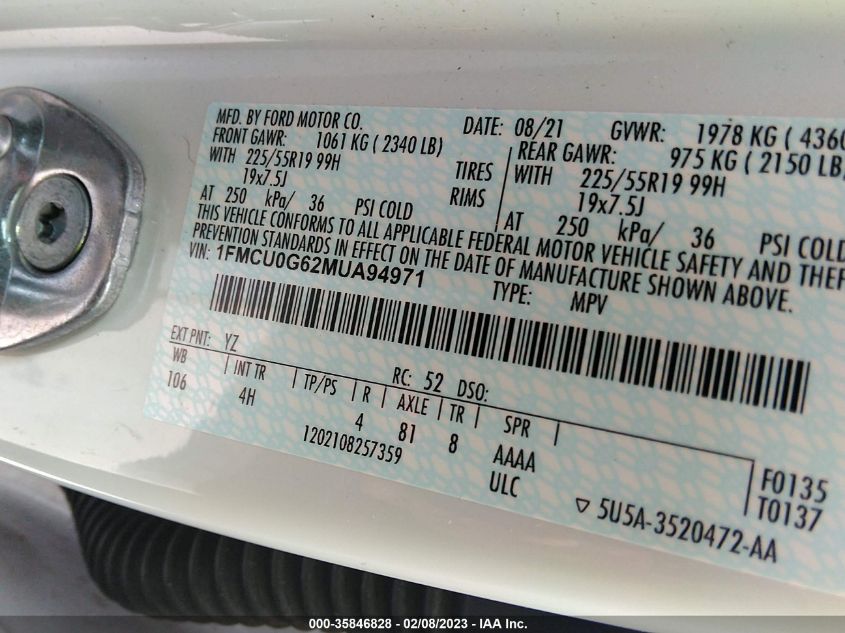 MFD. BY FORD MOTOR CO. DATE: 08/21 GVWR: 1978 KG ( 4360
FRONT GAWR: 1061 KG ( 2340 LB) REAR GAWR: 975 KG ( 2150 LB)
WITH 225/55R19 99H TIRES WITH 225/55R19 99H
19x7.5J RIMS 19x7.5J
AT 250 kPa/ 36 PSI COLD AT 250 kPa/ 36 PSI COLD
THIS VEHICLE CONFORMS TO ALL APPLICABLE FEDERAL MOTOR VEHICLE SAFETY AND THEF
PREVENTION STANDARDS IN EFFECT ON THE DATE OF MANUFACTURE SHOWN ABOVE.
VIN: 1FMCU0G62MUA94971 TYPE: MPV
EXT PNT: YZ RC: 52 DSO:
WB INT TR TP/PS R AXLE TR SPR
106 4H 4 81 8 AAAA
1202108257359 ULC
F0135
T0137
5U5A-3520472-AA
000-35846828 - 02/08/2023 - IAA Inc.